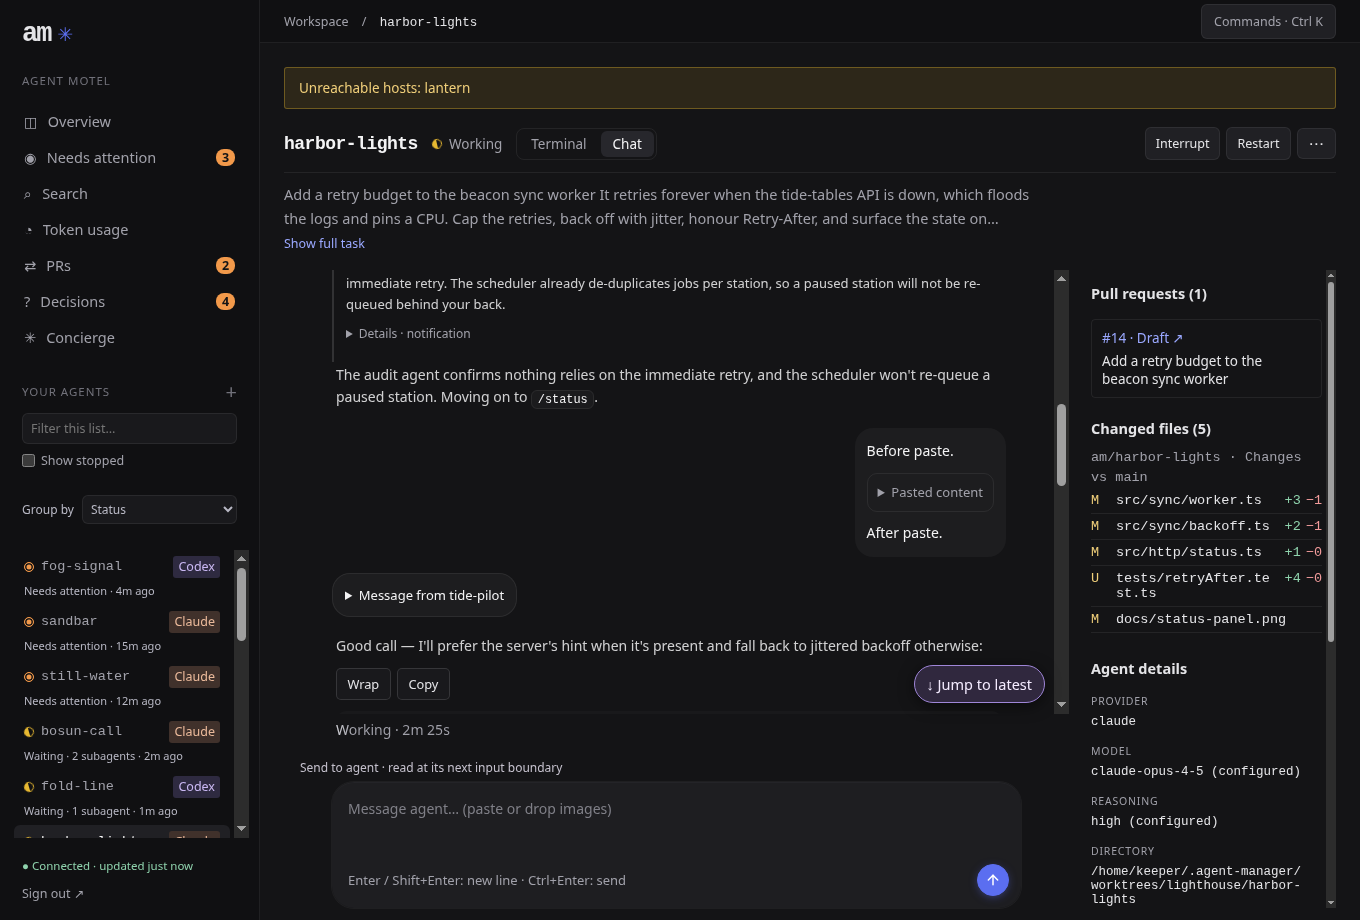 am
AGENT MOTEL
Overview
Needs attention 3
Search
Token usage
PRs 2
? Decisions 4
Concierge
YOUR AGENTS +
Filter this list...
Show stopped
Group by Status
fog-signal Codex
Needs attention · 4m ago
sandbar Claude
Needs attention · 15m ago
still-water Claude
Needs attention · 12m ago
bosun-call Claude
Waiting · 2 subagents · 2m ago
fold-line Codex
Waiting · 1 subagent · 1m ago
Connected · updated just now
Sign out ↗
Workspace / harbor-lights
Commands · Ctrl K
Unreachable hosts: lantern
harbor-lights Working Terminal Chat
Interrupt Restart ...
Add a retry budget to the beacon sync worker It retries forever when the tide-tables API is down, which floods
the logs and pins a CPU. Cap the retries, back off with jitter, honour Retry-After, and surface the state on...
Show full task
immediate retry. The scheduler already de-duplicates jobs per station, so a paused station will not be re-
queued behind your back.
▶ Details · notification
The audit agent confirms nothing relies on the immediate retry, and the scheduler won't re-queue a
paused station. Moving on to /status.
Before paste.
▶ Pasted content
After paste.
▶ Message from tide-pilot
Good call — I'll prefer the server's hint when it's present and fall back to jittered backoff otherwise:
Wrap Copy
↓ Jump to latest
Working · 2m 25s
Send to agent · read at its next input boundary
Message agent... (paste or drop images)
Enter / Shift+Enter: new line · Ctrl+Enter: send
Pull requests (1)
#14 · Draft ↗
Add a retry budget to the
beacon sync worker
Changed files (5)
am/harbor-lights · Changes
vs main
M src/sync/worker.ts +3 −1
M src/sync/backoff.ts +2 −1
M src/http/status.ts +1 −0
U tests/retryAfter.te +4 −0
st.ts
M docs/status-panel.png
Agent details
PROVIDER
claude
MODEL
claude-opus-4-5 (configured)
REASONING
high (configured)
DIRECTORY
/home/keeper/.agent-manager/
worktrees/lighthouse/harbor-
lights